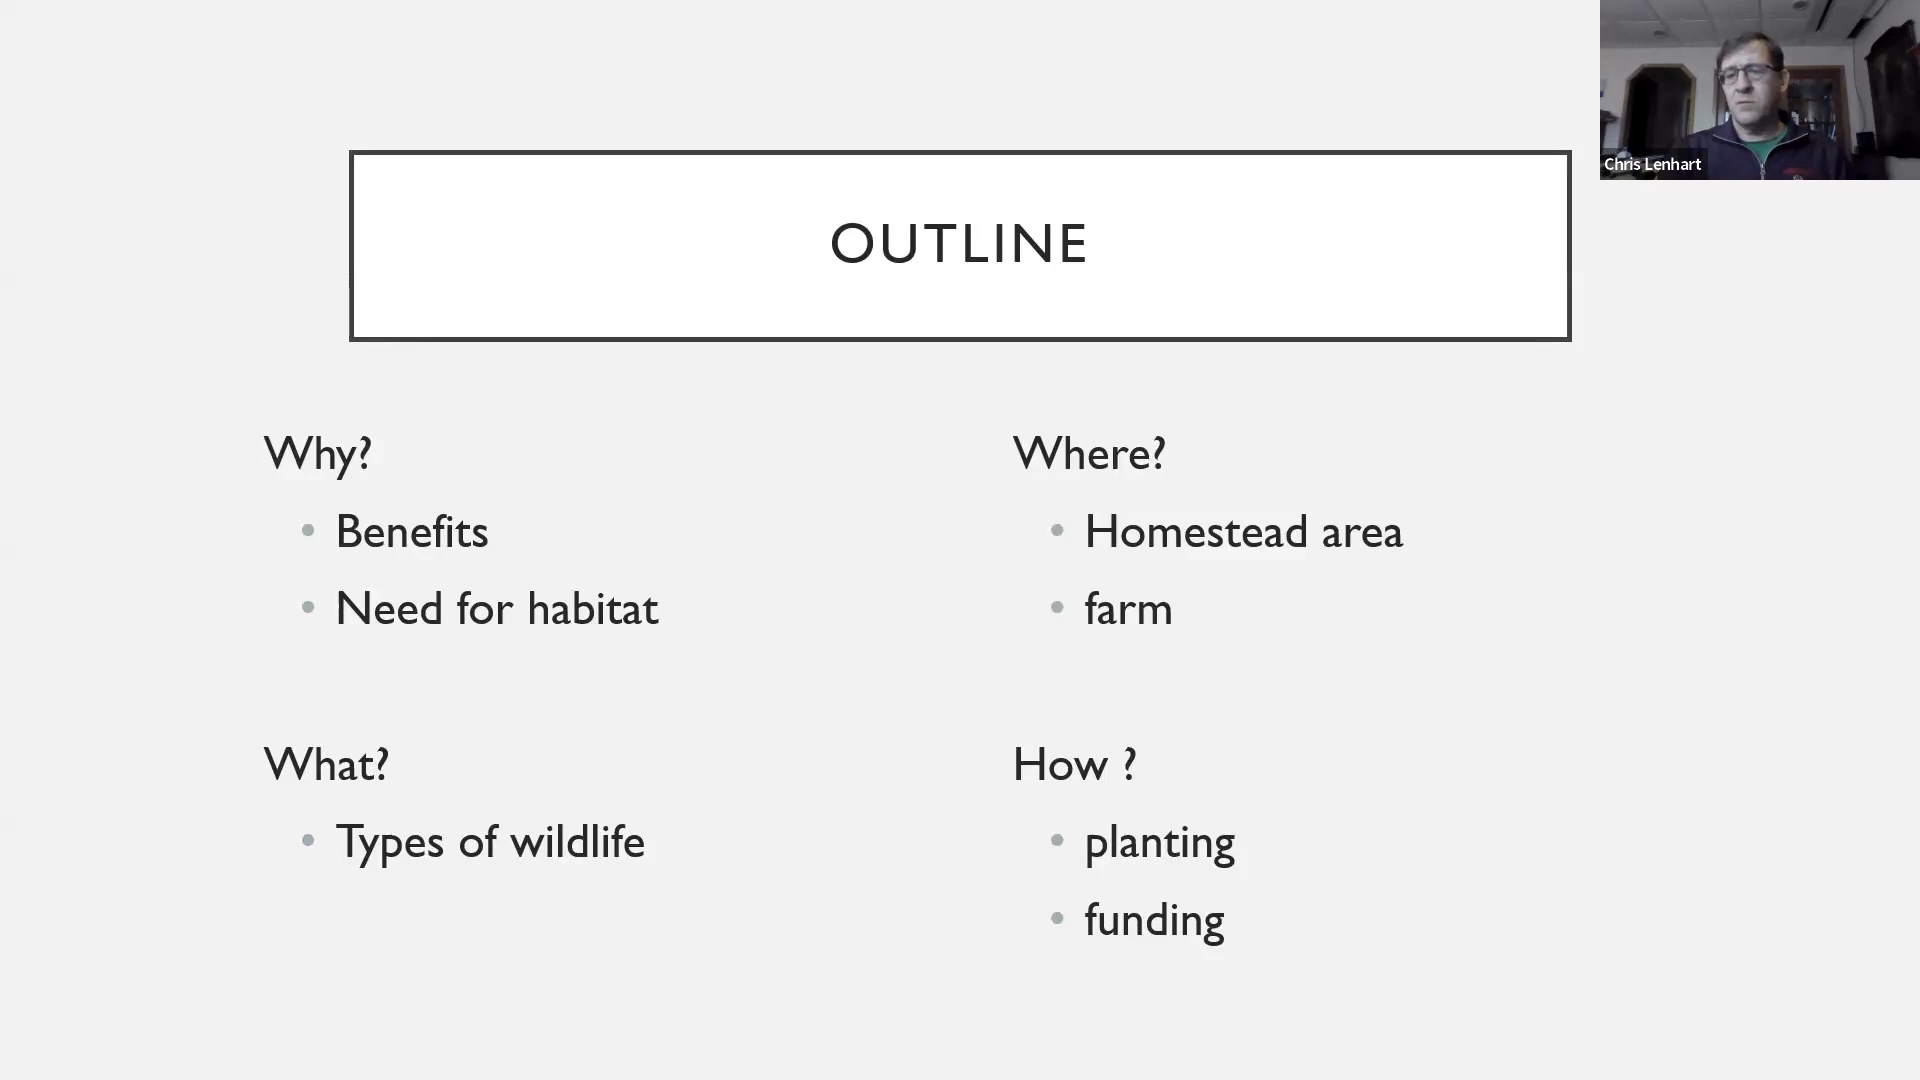 OUTLINE
Why?
• Benefits
• Need for habitat
What?
• Types of wildlife
Where?
• Homestead area
• farm
How ?
• planting
• funding
Chris Lenhart